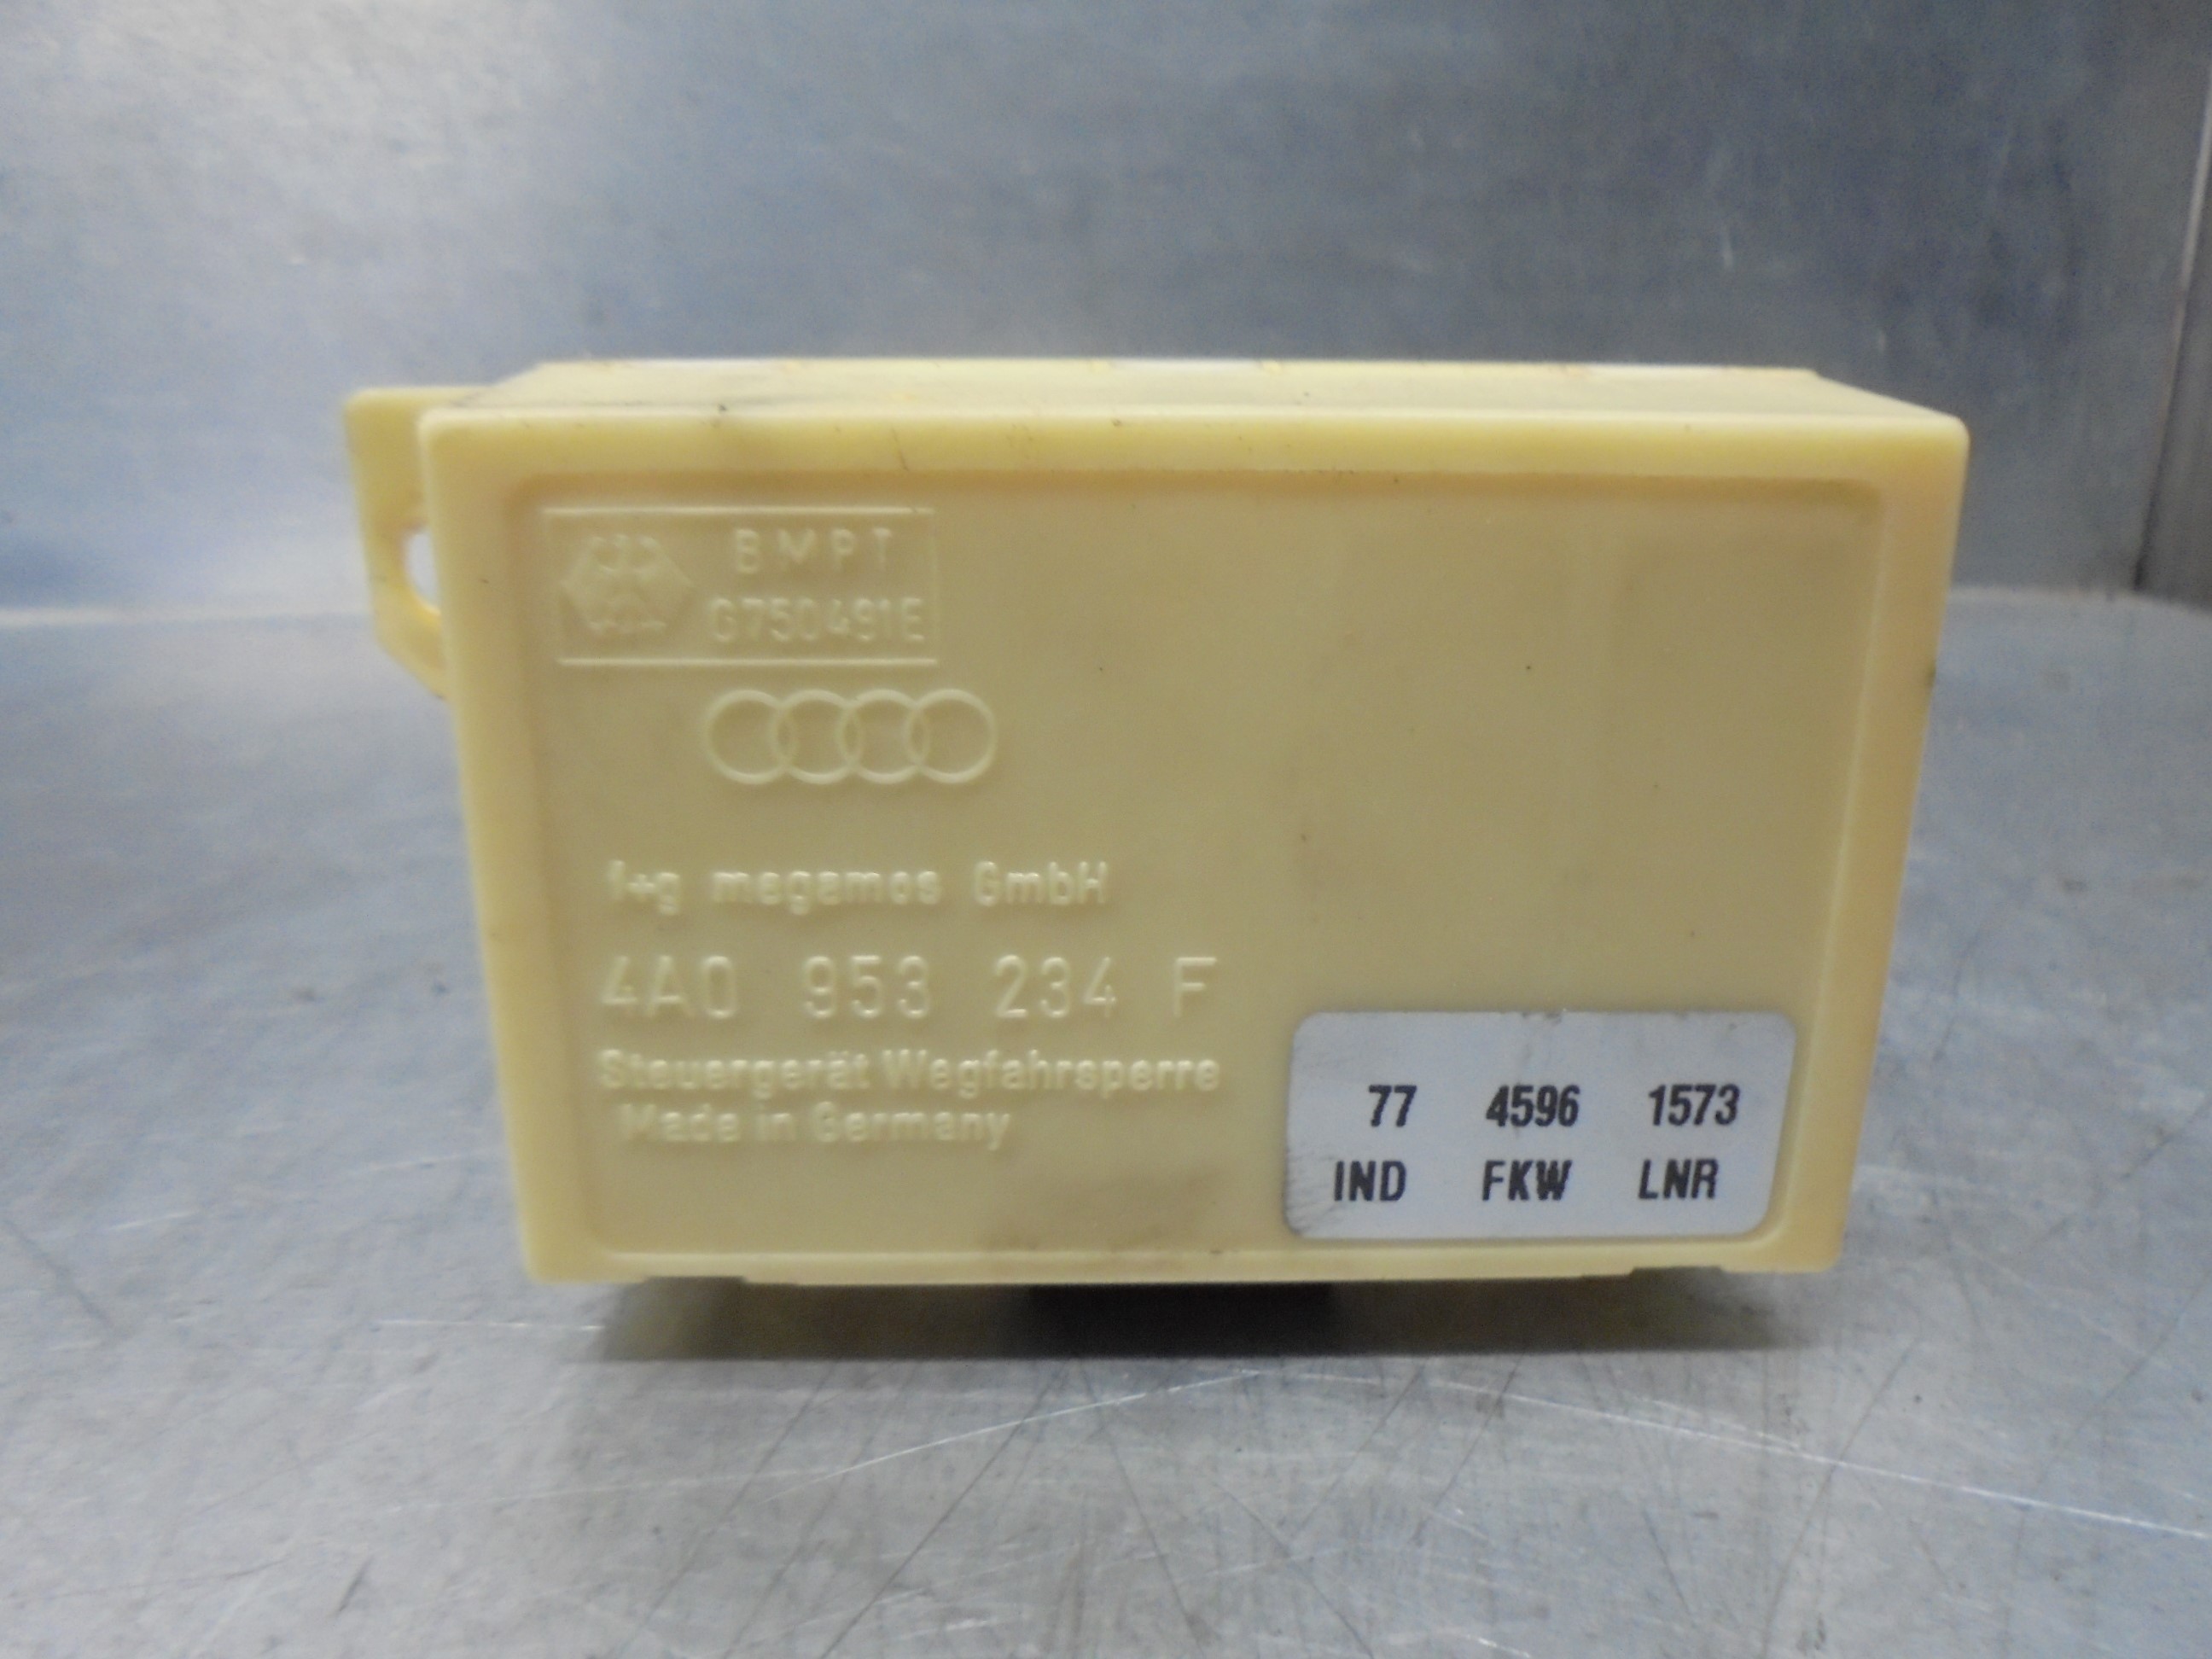 BMPT
G750491E
f+g megamos GmbH
4A0 953 234 F
Steuergerät Wegfahrsperre
Made in Germany
77 4596 1573
IND FKW LNR